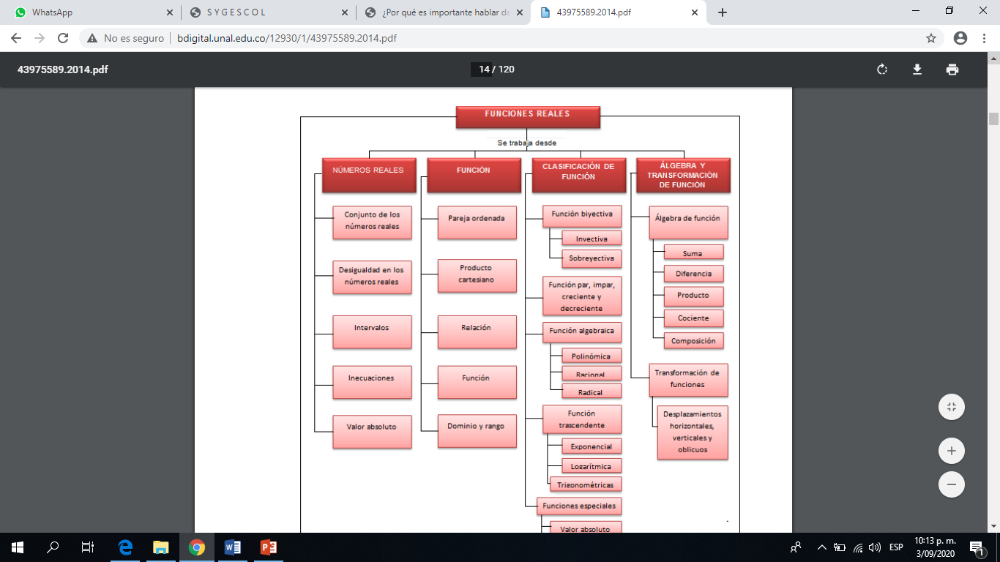 WhatsApp
S Y G E S C O L
¿Por qué es importante hablar de
43975589.2014.pdf
No es seguro
bdigital.unal.edu.co/12930/1/43975589.2014.pdf
43975589.2014.pdf
14 / 120
FUNCIONES REALES
Se trabaja desde
NÚMEROS REALES
Conjunto de los
números reales
Desigualdad en los
números reales
Intervalos
Inecuaciones
Valor absoluto
FUNCIÓN
Pareja ordenada
Producto
cartesiano
Relación
Función
Dominio y rango
CLASIFICACIÓN DE
FUNCIÓN
Función biyectiva
Invectiva
Sobreyectiva
Función par, impar,
creciente y
decreciente
Función algebraica
Polinómica
Racional
Radical
Función
trascendente
Exponencial
Logarítmica
Trigonométricas
Funciones especiales
Valor absoluto
ÁLGEBRA Y
TRANSFORMACIÓN
DE FUNCIÓN
Álgebra de función
Suma
Diferencia
Producto
Cociente
Composición
Transformación de
funciones
Desplazamientos
horizontales,
verticales y
oblicuos
ESP
10:13 p. m.
3/09/2020
1